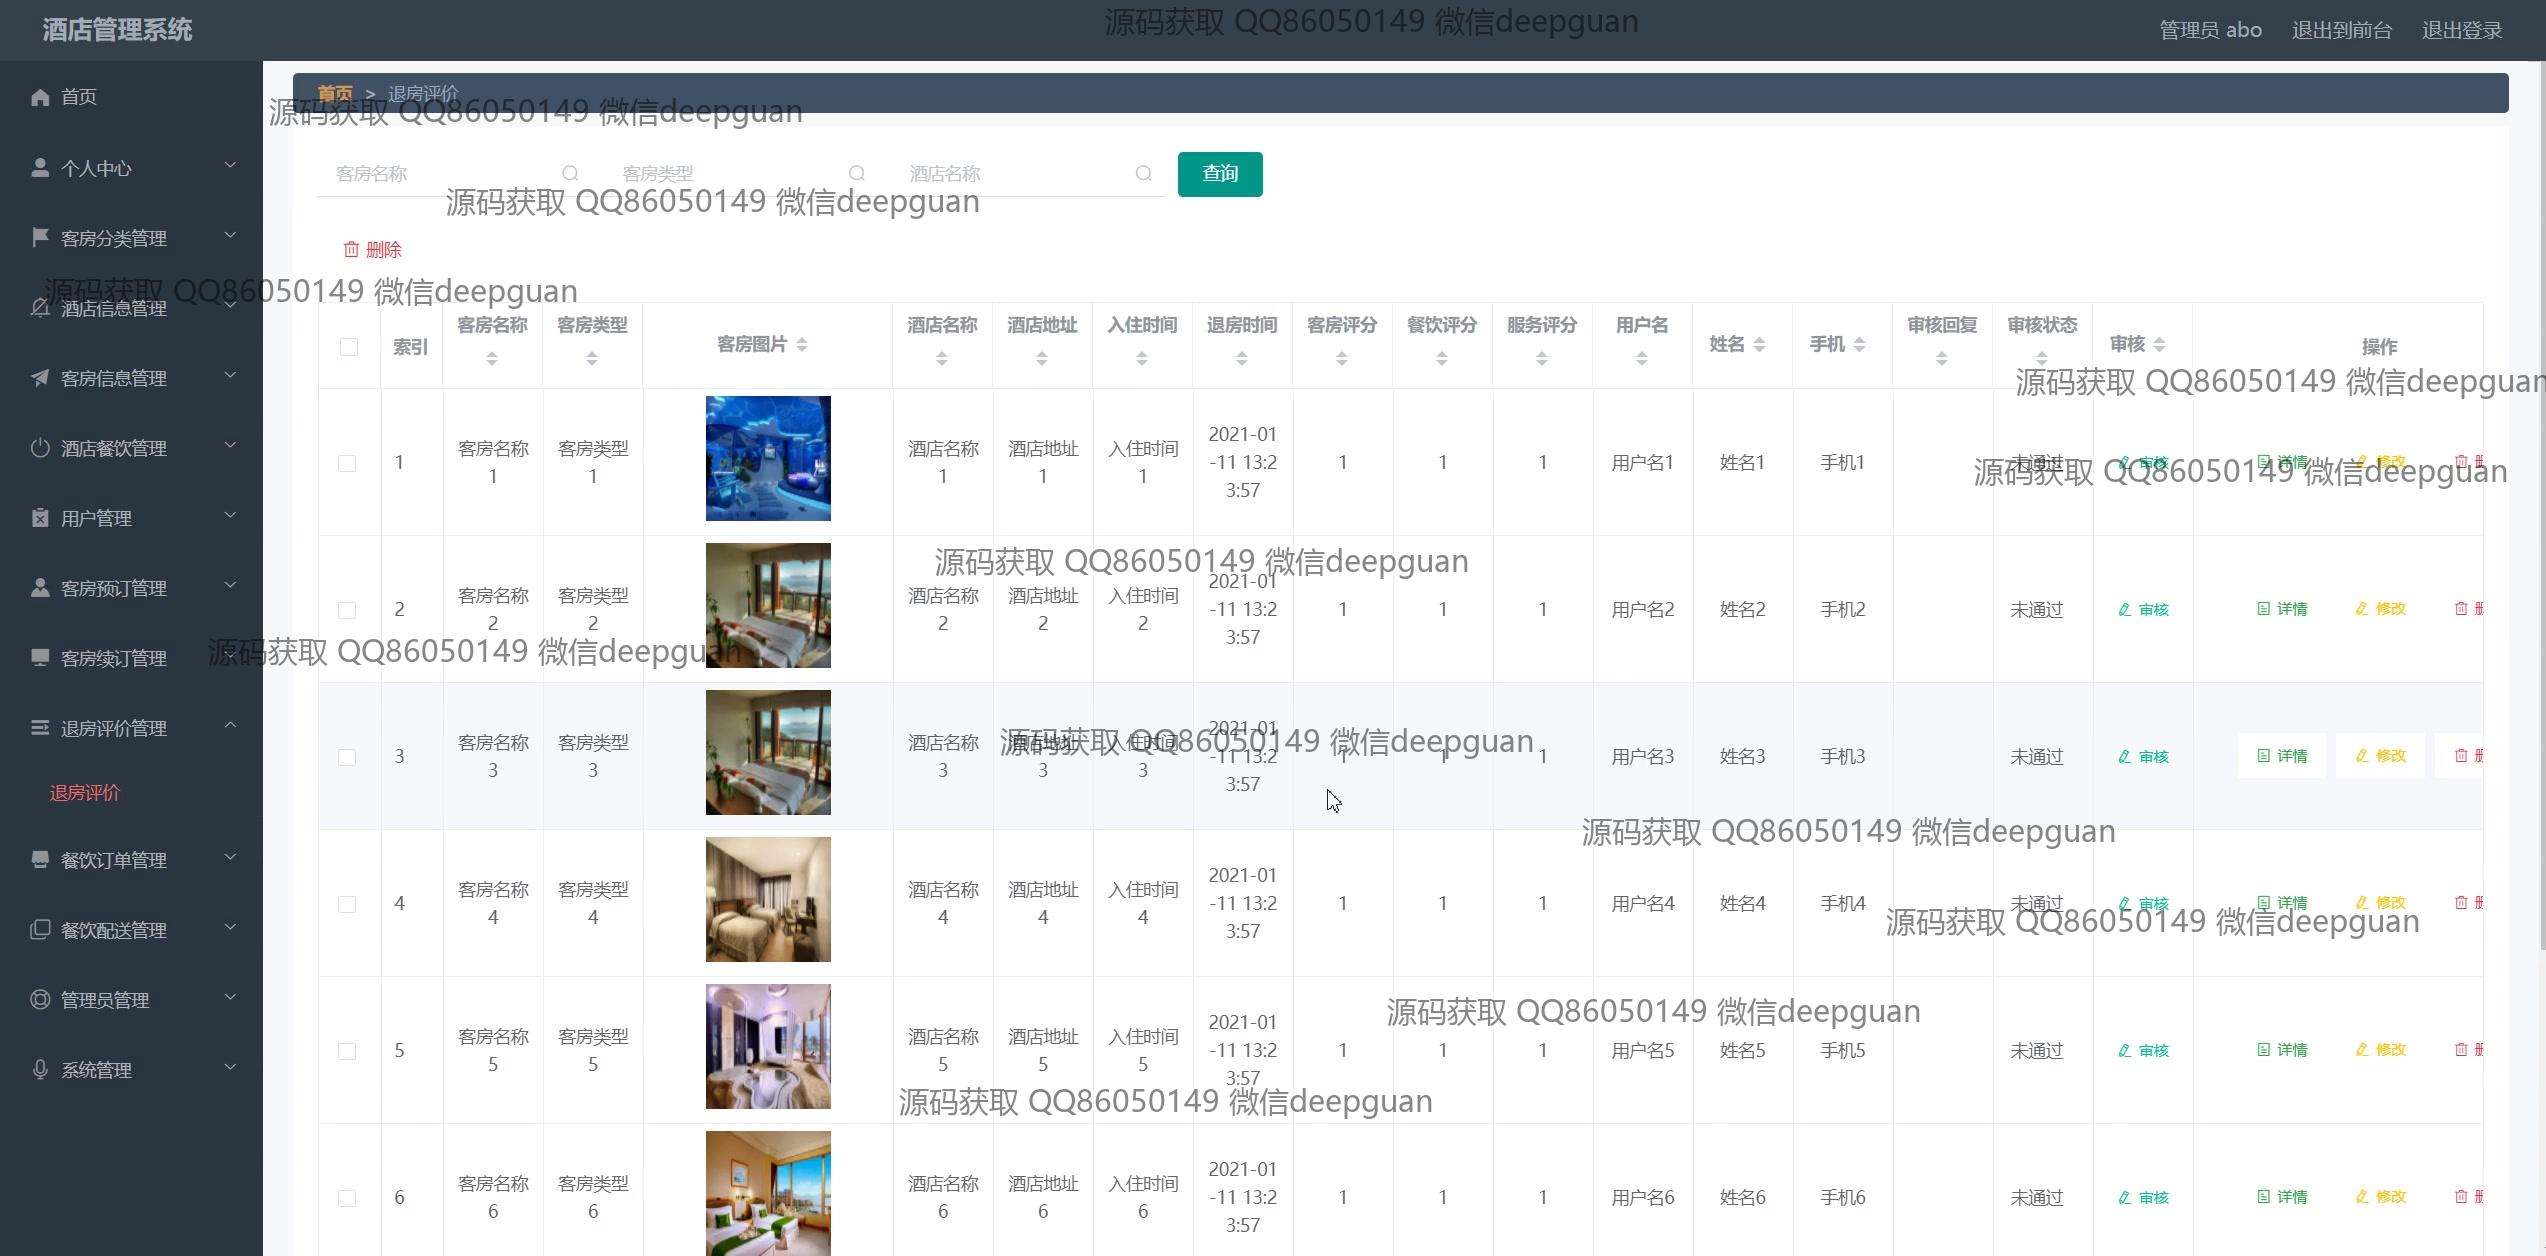 酒店管理系统
源码获取 QQ86050149 微信deepguan
管理员 abo 退出到前台 退出登录
首页
个人中心
客房分类管理
酒店信息管理
客房信息管理
酒店餐饮管理
用户管理
客房预订管理
客房续订管理
退房评价管理
退房评价
餐饮订单管理
餐饮配送管理
管理员管理
系统管理
首页 > 退房评价
源码获取 QQ86050149 微信deepguan
客房名称 客房类型 酒店名称 查询
源码获取 QQ86050149 微信deepguan
删除
源码获取 QQ86050149 微信deepguan
索引 客房名称 客房类型 客房图片 酒店名称 酒店地址 入住时间 退房时间 客房评分 餐饮评分 服务评分 用户名 姓名 手机 审核回复 审核状态 审核 操作
源码获取 QQ86050149 微信deepguan
1 客房名称1 客房类型1 酒店名称1 酒店地址1 入住时间1 2021-01-11 13:23:57 1 1 1 用户名1 姓名1 手机1 未通过 审核 详情 修改
源码获取 QQ86050149 微信deepguan
源码获取 QQ86050149 微信deepguan
2 客房名称2 客房类型2 酒店名称2 酒店地址2 入住时间2 2021-01-11 13:23:57 1 1 1 用户名2 姓名2 手机2 未通过 审核 详情 修改
源码获取 QQ86050149 微信deepguan
3 客房名称3 客房类型3 酒店名称3 酒店地址3 入住时间3 2021-01-11 13:23:57 1 1 1 用户名3 姓名3 手机3 未通过 审核 详情 修改
源码获取 QQ86050149 微信deepguan
源码获取 QQ86050149 微信deepguan
4 客房名称4 客房类型4 酒店名称4 酒店地址4 入住时间4 2021-01-11 13:23:57 1 1 1 用户名4 姓名4 手机4 未通过 审核 详情 修改
源码获取 QQ86050149 微信deepguan
源码获取 QQ86050149 微信deepguan
5 客房名称5 客房类型5 酒店名称5 酒店地址5 入住时间5 2021-01-11 13:23:57 1 1 1 用户名5 姓名5 手机5 未通过 审核 详情 修改
源码获取 QQ86050149 微信deepguan
6 客房名称6 客房类型6 酒店名称6 酒店地址6 入住时间6 2021-01-11 13:23:57 1 1 1 用户名6 姓名6 手机6 未通过 审核 详情 修改